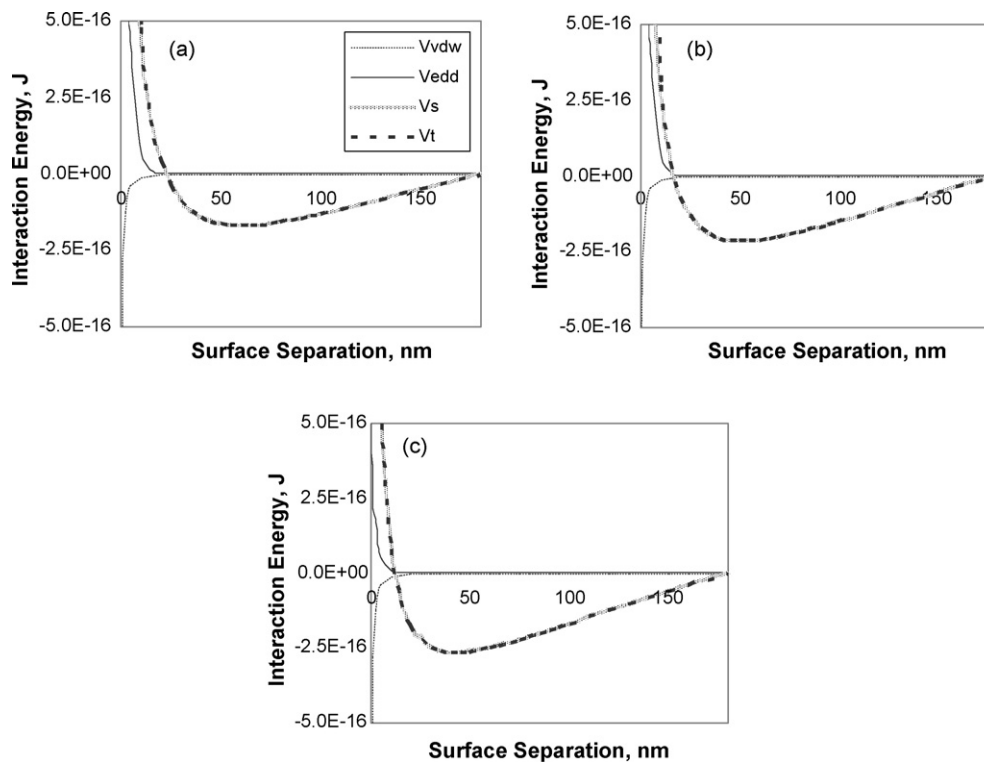 5.0E-16
2.5E-16
0.0E+00
-2.5E-16
-5.0E-16
Interaction Energy, J
(a)
Vvdw
Vedd
Vs
Vt
0 50 100 150
Surface Separation, nm
5.0E-16
2.5E-16
0.0E+00
-2.5E-16
-5.0E-16
Interaction Energy, J
(b)
0 50 100 150
Surface Separation, nm
5.0E-16
2.5E-16
0.0E+00
-2.5E-16
-5.0E-16
Interaction Energy, J
(c)
0 50 100 150
Surface Separation, nm